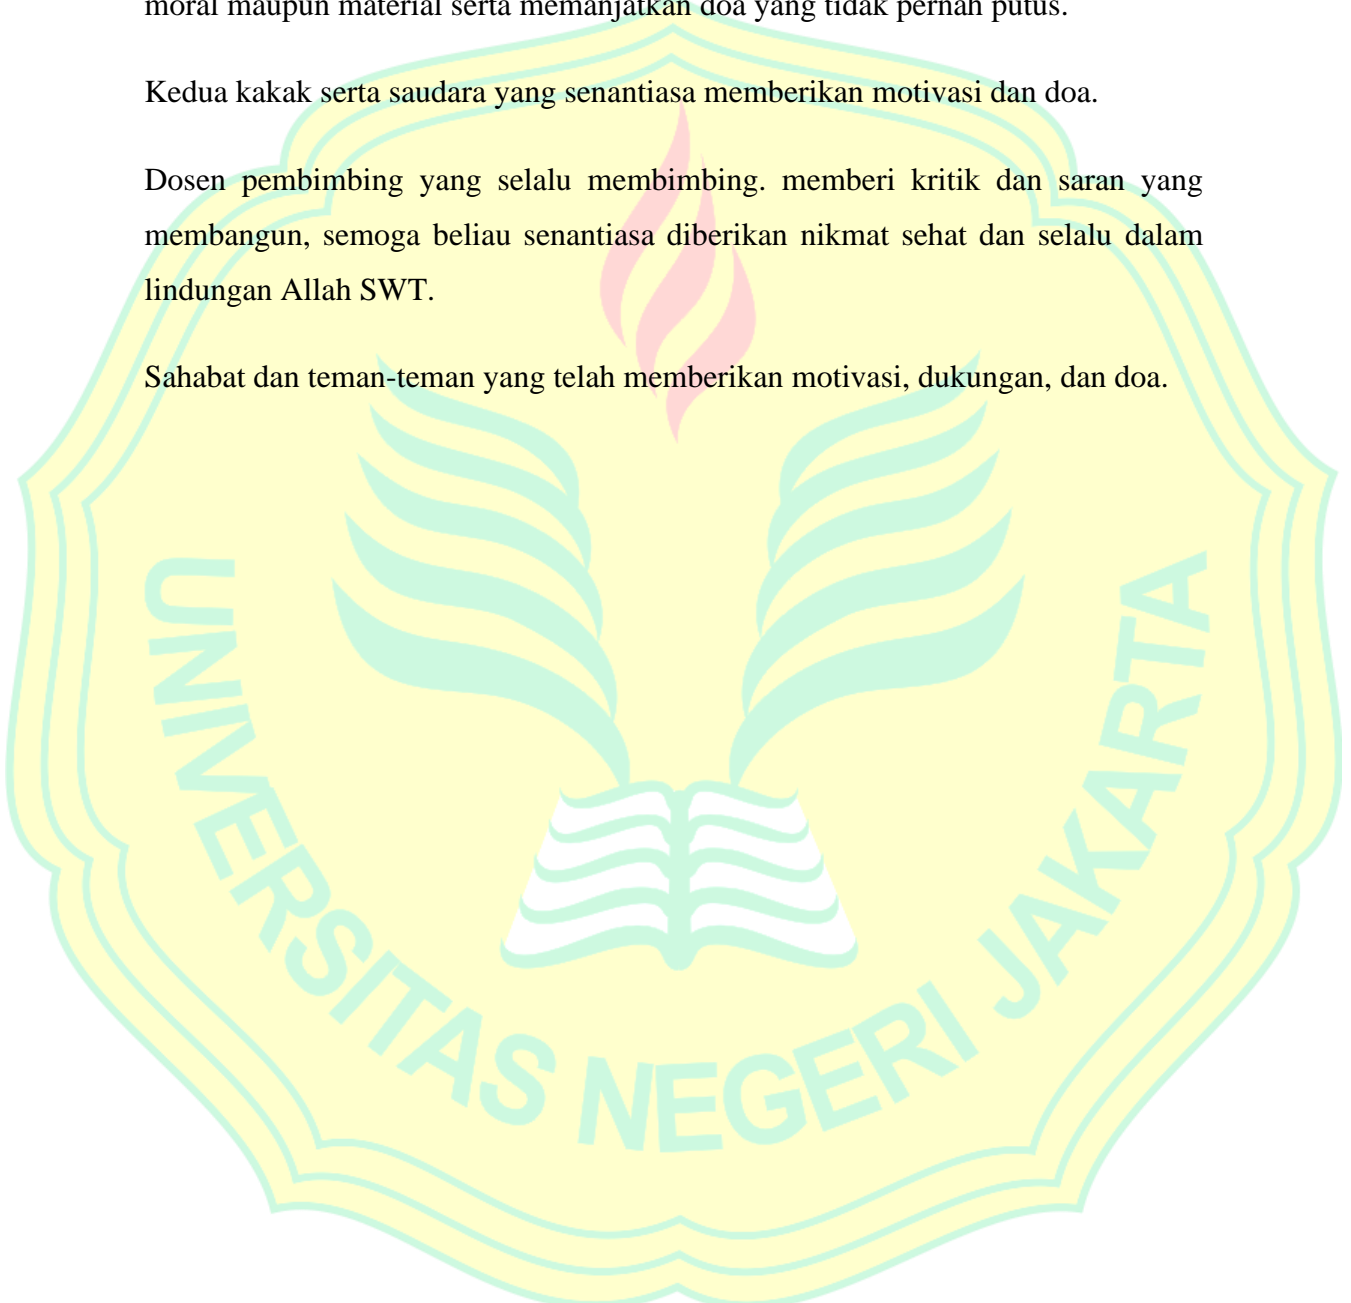 moral maupun material serta memanjatkan doa yang tidak pernah putus.
Kedua kakak serta saudara yang senantiasa memberikan motivasi dan doa.
Dosen pembimbing yang selalu membimbing. memberi kritik dan saran yang
membangun, semoga beliau senantiasa diberikan nikmat sehat dan selalu dalam
lindungan Allah SWT.
Sahabat dan teman-teman yang telah memberikan motivasi, dukungan, dan doa.
UNIVERSITAS NEGERI JAKARTA